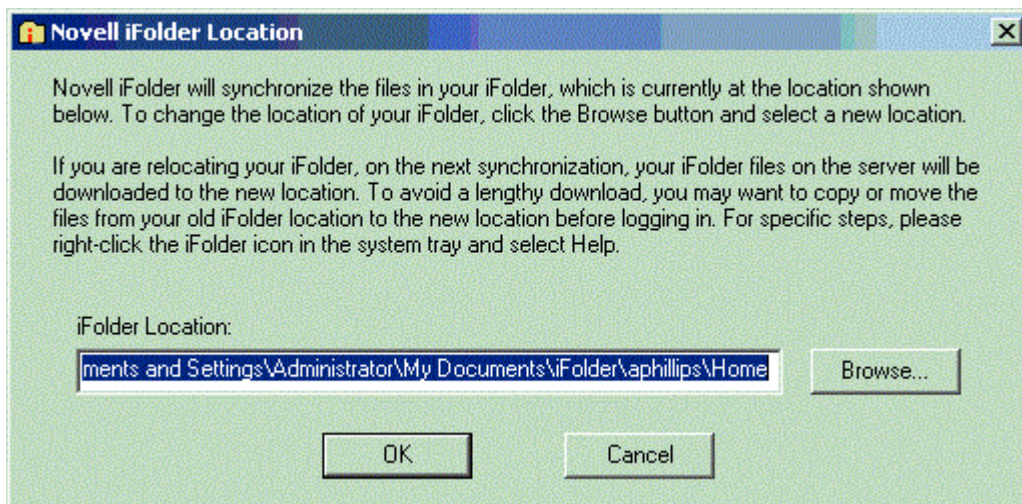 Novell iFolder Location
Novell iFolder will synchronize the files in your iFolder, which is currently at the location shown
below. To change the location of your iFolder, click the Browse button and select a new location.
If you are relocating your iFolder, on the next synchronization, your iFolder files on the server will be
downloaded to the new location. To avoid a lengthy download, you may want to copy or move the
files from your old iFolder location to the new location before logging in. For specific steps, please
right-click the iFolder icon in the system tray and select Help.
iFolder Location:
ments and Settings\Administrator\My Documents\iFolder\aphillips\Home
Browse...
OK
Cancel